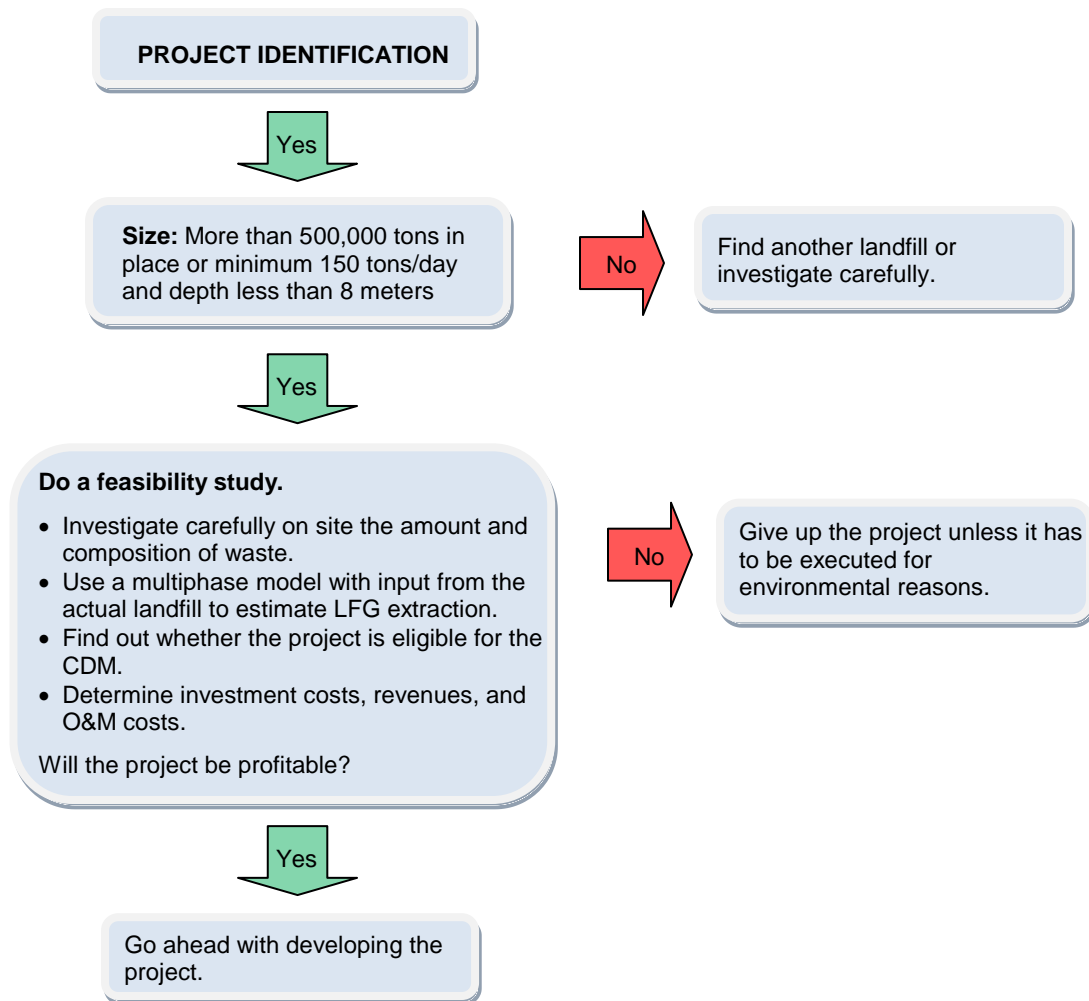 PROJECT IDENTIFICATION
Yes
Size: More than 500,000 tons in
place or minimum 150 tons/day
and depth less than 8 meters
No
Find another landfill or
investigate carefully.
Yes
Do a feasibility study.
• Investigate carefully on site the amount and
composition of waste.
• Use a multiphase model with input from the
actual landfill to estimate LFG extraction.
• Find out whether the project is eligible for the
CDM.
• Determine investment costs, revenues, and
O&M costs.
Will the project be profitable?
No
Give up the project unless it has
to be executed for
environmental reasons.
Yes
Go ahead with developing the
project.